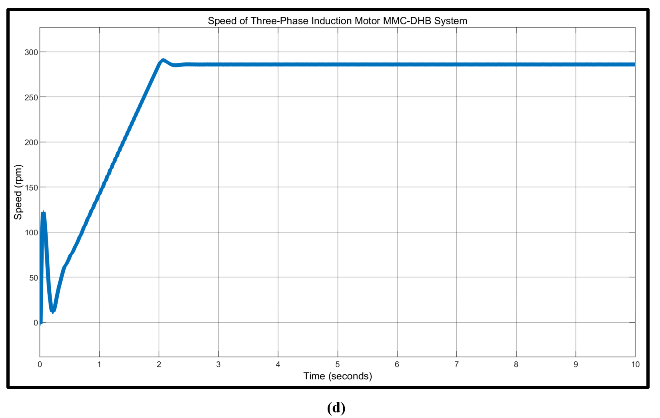 Speed of Three-Phase Induction Motor MMC-DHB System
300
250
200
150
100
50
0
Speed (rpm)
0 1 2 3 4 5 6 7 8 9 10
Time (seconds)
(d)